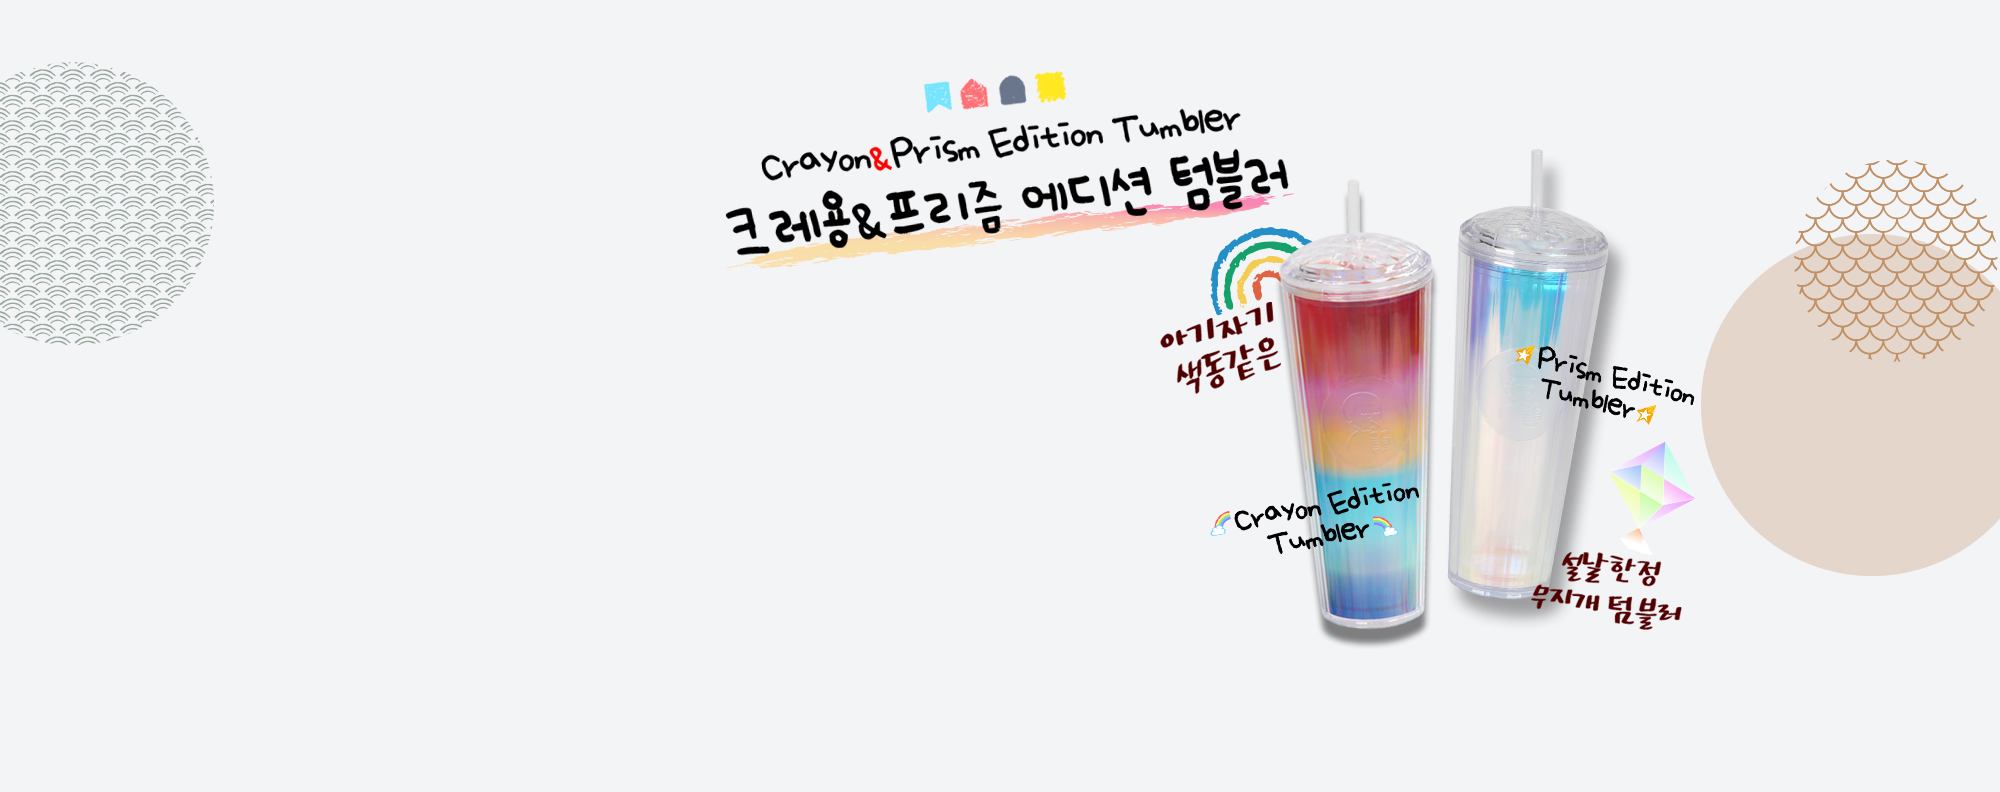 Crayon&Prism Edition Tumbler
크레용&프리즘 에디션 텀블러
아기자기
색동같은
Prism Edition
Tumbler
Crayon Edition
Tumbler
설날한정
무지개 텀블러